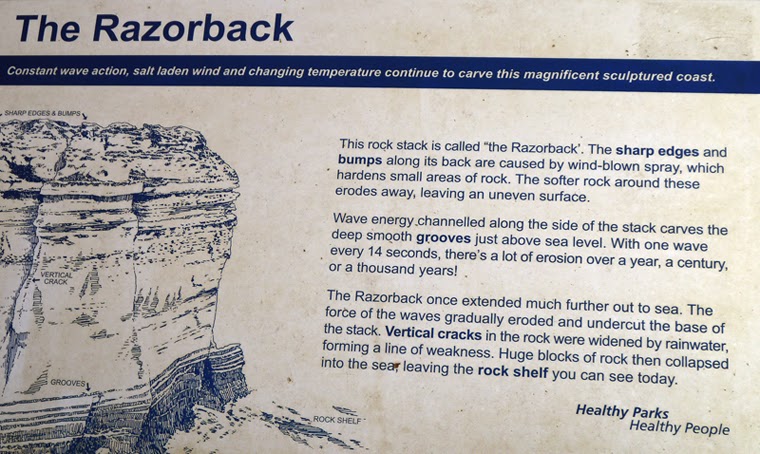 The Razorback
Constant wave action, salt laden wind and changing temperature continue to carve this magnificent sculptured coast.
SHARP EDGES & BUMPS
This rock stack is called “the Razorback’. The sharp edges and
bumps along its back are caused by wind-blown spray, which
hardens small areas of rock. The softer rock around these
erodes away, leaving an uneven surface.
Wave energy channelled along the side of the stack carves the
deep smooth grooves just above sea level. With one wave
every 14 seconds, there’s a lot of erosion over a year, a century,
or a thousand years!
VERTICAL
CRACK
The Razorback once extended much further out to sea. The
force of the waves gradually eroded and undercut the base of
the stack. Vertical cracks in the rock were widened by rainwater,
forming a line of weakness. Huge blocks of rock then collapsed
into the sea, leaving the rock shelf you can see today.
GROOVES
ROCK SHELF
Healthy Parks
Healthy People